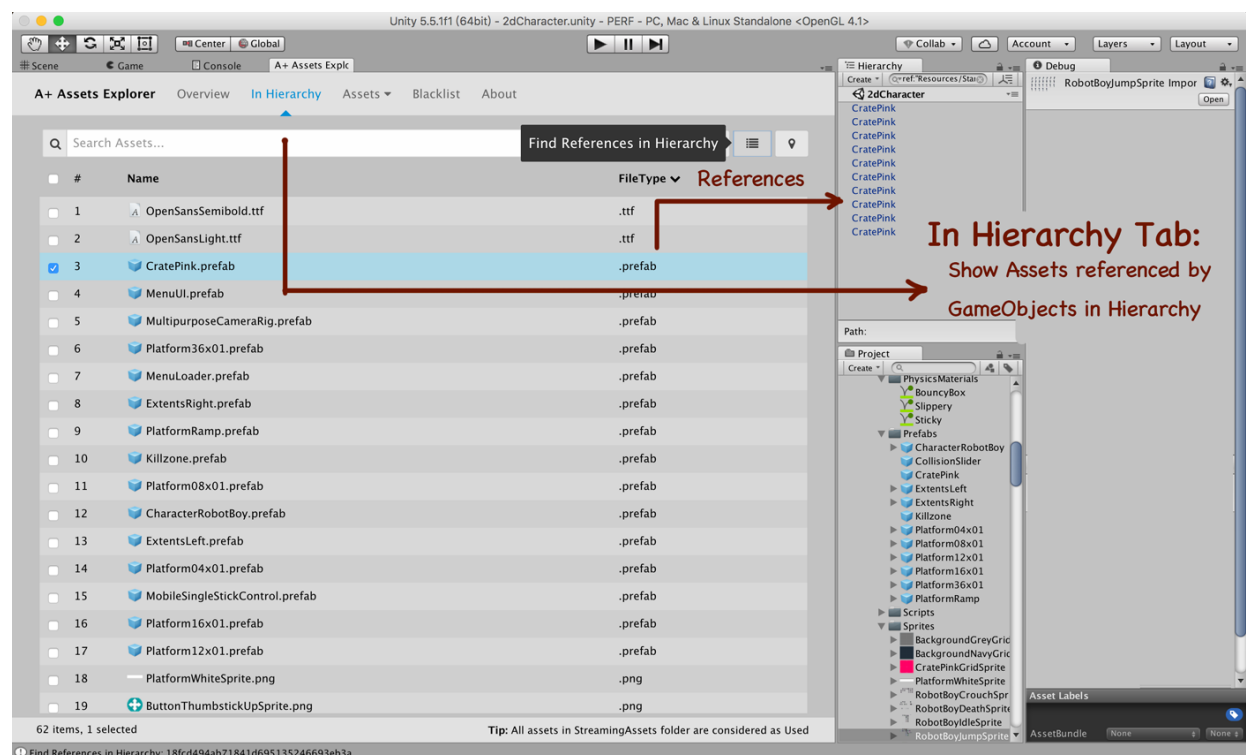 Unity 5.5.1f1 (64bit) - 2dCharacter.unity - PERF - PC, Mac & Linux Standalone <OpenGL 4.1>
Center Global Collab Account Layers Layout
Scene Game Console A+ Assets Explc
A+ Assets Explorer Overview In Hierarchy Assets Blacklist About
Search Assets...
Find References in Hierarchy
# Name FileType
References
1 OpenSansSemibold.ttf .ttf
2 OpenSansLight.ttf .ttf
3 CratePink.prefab .prefab
4 MenuUI.prefab .prefab
5 MultipurposeCameraRig.prefab .prefab
6 Platform36x01.prefab .prefab
7 MenuLoader.prefab .prefab
8 ExtentsRight.prefab .prefab
9 PlatformRamp.prefab .prefab
10 Killzone.prefab .prefab
11 Platform08x01.prefab .prefab
12 CharacterRobotBoy.prefab .prefab
13 ExtentsLeft.prefab .prefab
14 Platform04x01.prefab .prefab
15 MobileSingleStickControl.prefab .prefab
16 Platform16x01.prefab .prefab
17 Platform12x01.prefab .prefab
18 PlatformWhiteSprite.png .png
19 ButtonThumbstickUpSprite.png .png
62 items, 1 selected Tip: All assets in StreamingAssets folder are considered as Used
Find References in Hierarchy: 18fcd494ab71841d695135246693eb3a
Hierarchy
Create ref:"Resources/Star
2dCharacter
CratePink
CratePink
CratePink
CratePink
CratePink
CratePink
CratePink
CratePink
CratePink
CratePink
In Hierarchy Tab:
Show Assets referenced by
GameObjects in Hierarchy
Path:
Project
Create
PhysicsMaterials
BouncyBox
Slippery
Sticky
Prefabs
CharacterRobotBoy
CollisionSlider
CratePink
ExtentsLeft
ExtentsRight
Killzone
Platform04x01
Platform08x01
Platform12x01
Platform16x01
Platform36x01
PlatformRamp
Scripts
Sprites
BackgroundGreyGrid
BackgroundNavyGric
CratePinkGridSprite
PlatformWhiteSprite
RobotBoyCrouchSpr
RobotBoyDeathSprite
RobotBoyIdleSprite
RobotBoyJumpSprite
Debug
RobotBoyJumpSprite Impor
Open
Asset Labels
AssetBundle None None